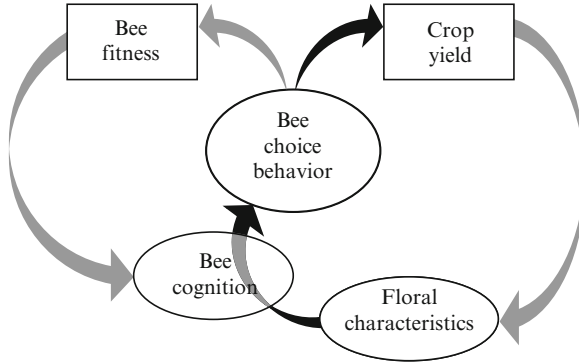 Bee
fitness
Crop
yield
Bee
choice
behavior
Bee
cognition
Floral
characteristics